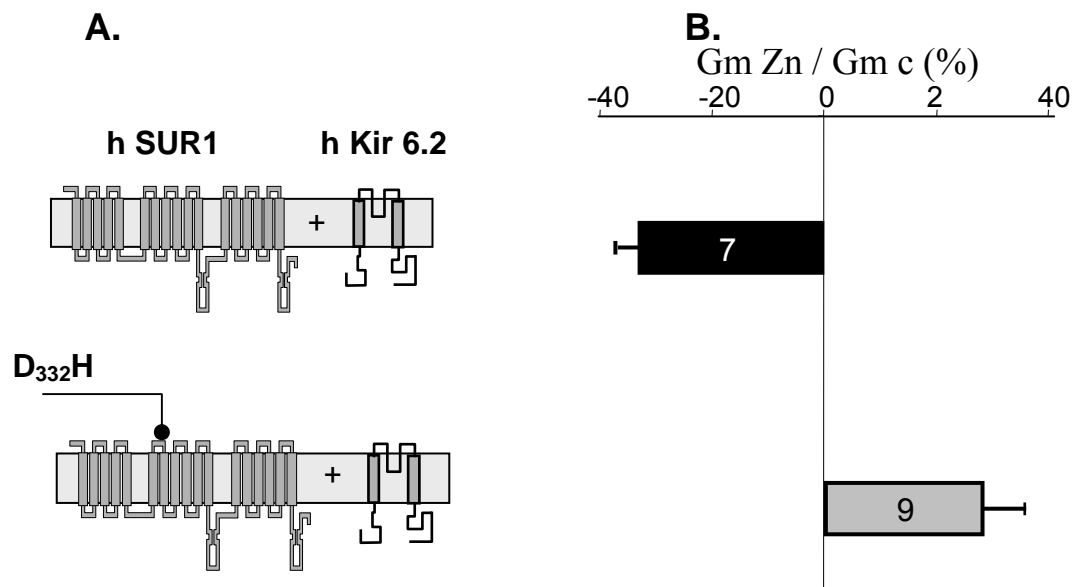 A.
B.
Gm Zn / Gm c (%)
-40 -20 0 2 40
h SUR1 h Kir 6.2
+
7
D332H
+
9